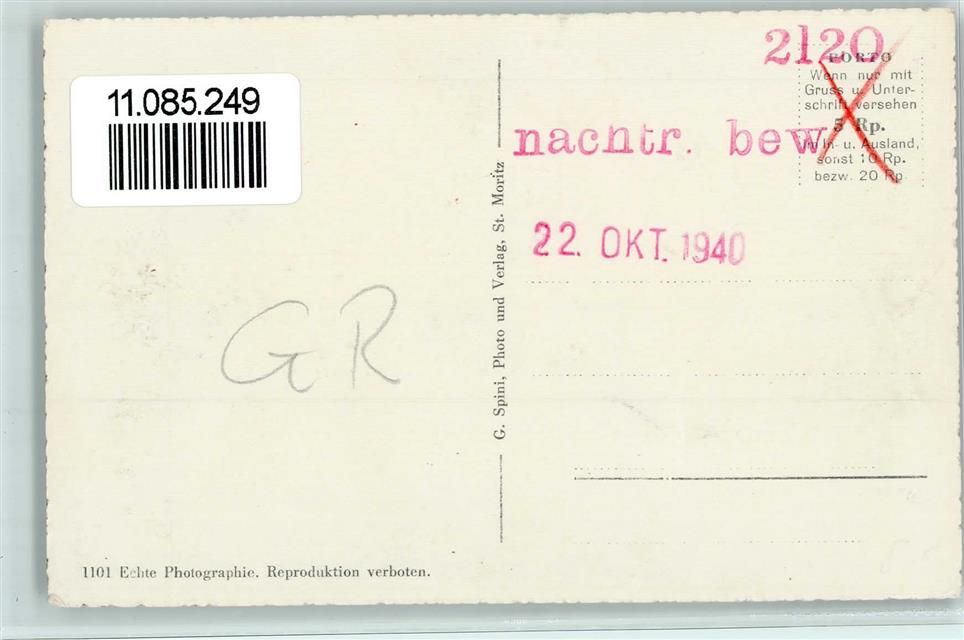 11.085.249
2120
PORTO
Wenn nur mit
Gruss u. Unter-
schrift versehen
5 Rp.
im In- u. Ausland,
sonst 10 Rp.
bezw. 20 Rp.
nachtr. bew.
22. OKT. 1940
G. Spini, Photo und Verlag, St. Moritz
GR
1101 Echte Photographie. Reproduktion verboten.